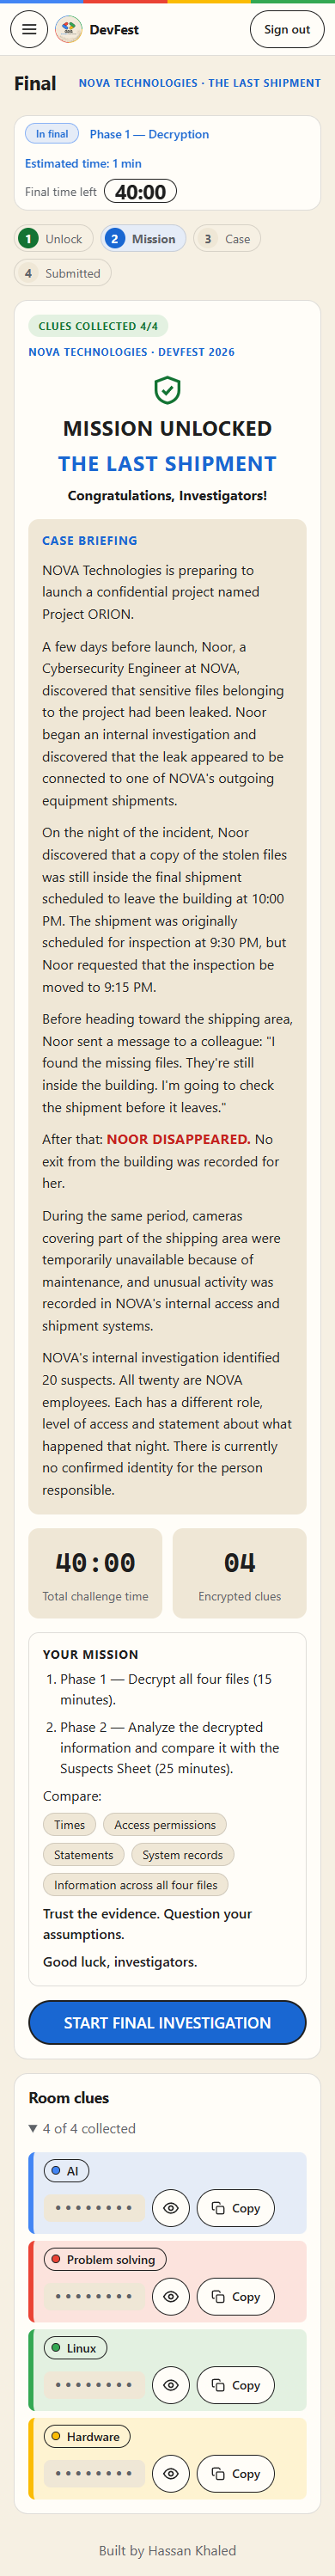 DevFest
Sign out
Final
NOVA TECHNOLOGIES · THE LAST SHIPMENT
In final
Phase 1 — Decryption
Estimated time: 1 min
Final time left
40:00
1 Unlock
2 Mission
3 Case
4 Submitted
CLUES COLLECTED 4/4
NOVA TECHNOLOGIES · DEVFEST 2026
MISSION UNLOCKED
THE LAST SHIPMENT
Congratulations, Investigators!
CASE BRIEFING
NOVA Technologies is preparing to
launch a confidential project named
Project ORION.
A few days before launch, Noor, a
Cybersecurity Engineer at NOVA,
discovered that sensitive files belonging
to the project had been leaked. Noor
began an internal investigation and
discovered that the leak appeared to be
connected to one of NOVA's outgoing
equipment shipments.
On the night of the incident, Noor
discovered that a copy of the stolen files
was still inside the final shipment
scheduled to leave the building at 10:00
PM. The shipment was originally
scheduled for inspection at 9:30 PM, but
Noor requested that the inspection be
moved to 9:15 PM.
Before heading toward the shipping area,
Noor sent a message to a colleague: "I
found the missing files. They're still
inside the building. I'm going to check
the shipment before it leaves."
After that: NOOR DISAPPEARED. No
exit from the building was recorded for
her.
During the same period, cameras
covering part of the shipping area were
temporarily unavailable because of
maintenance, and unusual activity was
recorded in NOVA's internal access and
shipment systems.
NOVA's internal investigation identified
20 suspects. All twenty are NOVA
employees. Each has a different role,
level of access and statement about what
happened that night. There is currently
no confirmed identity for the person
responsible.
40:00
Total challenge time
04
Encrypted clues
YOUR MISSION
1. Phase 1 — Decrypt all four files (15
minutes).
2. Phase 2 — Analyze the decrypted
information and compare it with the
Suspects Sheet (25 minutes).
Compare:
Times
Access permissions
Statements
System records
Information across all four files
Trust the evidence. Question your
assumptions.
Good luck, investigators.
START FINAL INVESTIGATION
Room clues
▼ 4 of 4 collected
AI
•••••••• Copy
Problem solving
•••••••• Copy
Linux
•••••••• Copy
Hardware
•••••••• Copy
Built by Hassan Khaled